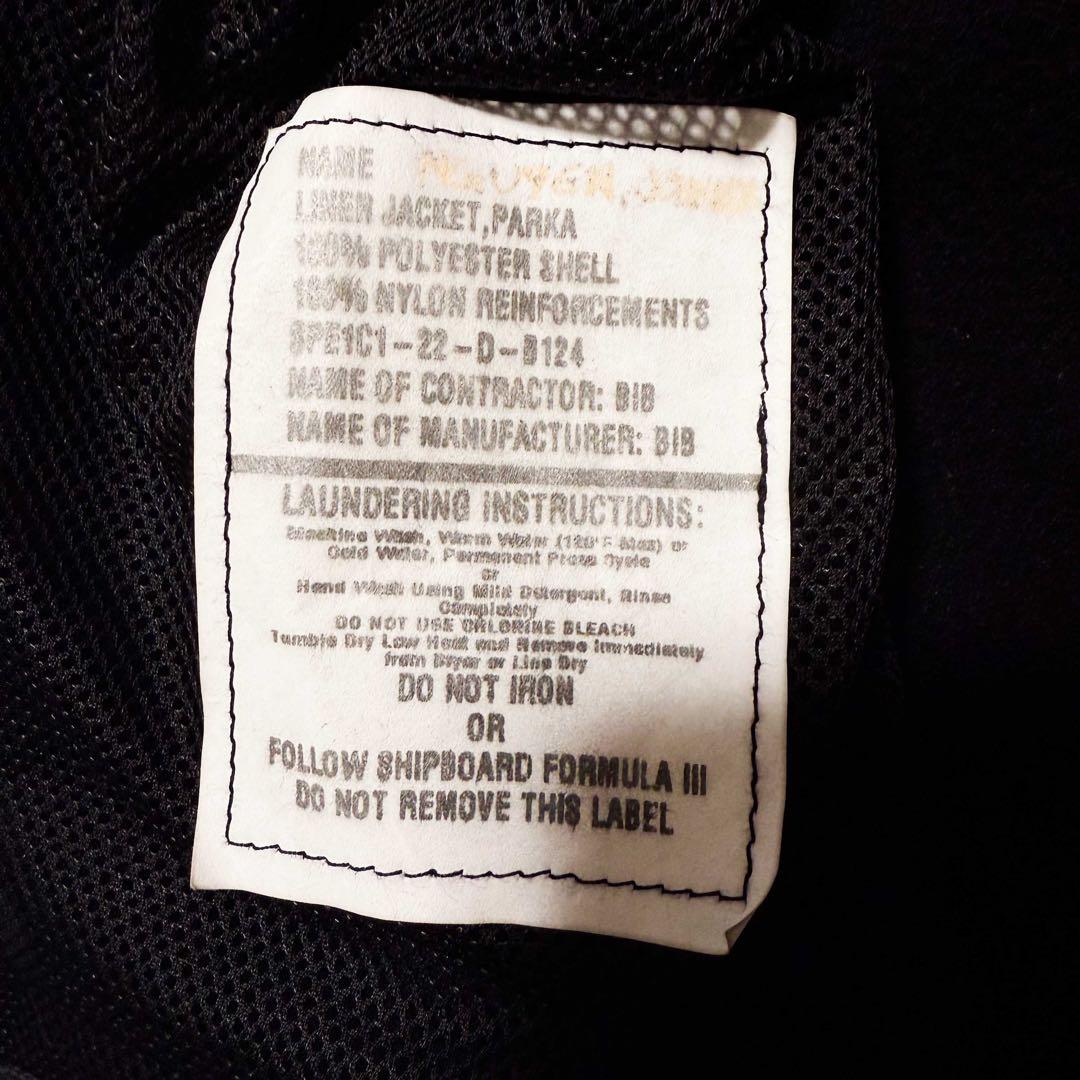 NAME
LINER JACKET,PARKA
100% POLYESTER SHELL
100% NYLON REINFORCEMENTS
SPE1C1-22-D-B124
NAME OF CONTRACTOR: BIB
NAME OF MANUFACTURER: BIB
LAUNDERING INSTRUCTIONS:
Machine Wash, Warm Water (120°F Max) or
Cold Water, Permanent Press Cycle
or
Hand Wash Using Mild Detergent, Rinse
Completely
DO NOT USE CHLORINE BLEACH
Tumble Dry Low Heat and Remove Immediately
from Dryer or Line Dry
DO NOT IRON
OR
FOLLOW SHIPBOARD FORMULA III
DO NOT REMOVE THIS LABEL